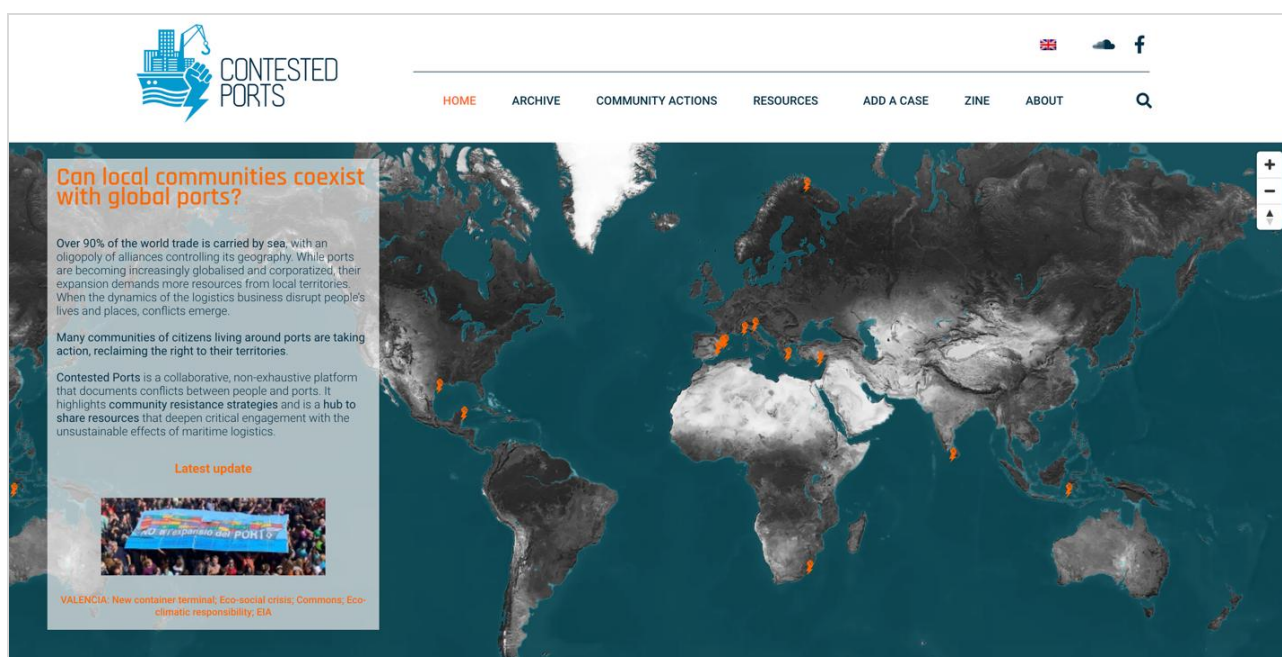 CONTESTED
PORTS
HOME ARCHIVE COMMUNITY ACTIONS RESOURCES ADD A CASE ZINE ABOUT
Can local communities coexist
with global ports?
Over 90% of the world trade is carried by sea, with an
oligopoly of alliances controlling its geography. While ports
are becoming increasingly globalised and corporatized, their
expansion demands more resources from local territories.
When the dynamics of the logistics business disrupt people's
lives and places, conflicts emerge.
Many communities of citizens living around ports are taking
action, reclaiming the right to their territories.
Contested Ports is a collaborative, non-exhaustive platform
that documents conflicts between people and ports. It
highlights community resistance strategies and is a hub to
share resources that deepen critical engagement with the
unsustainable effects of maritime logistics.
Latest update
expansió del PORT
VALENCIA: New container terminal; Eco-social crisis; Commons; Eco-
climatic responsibility; EIA